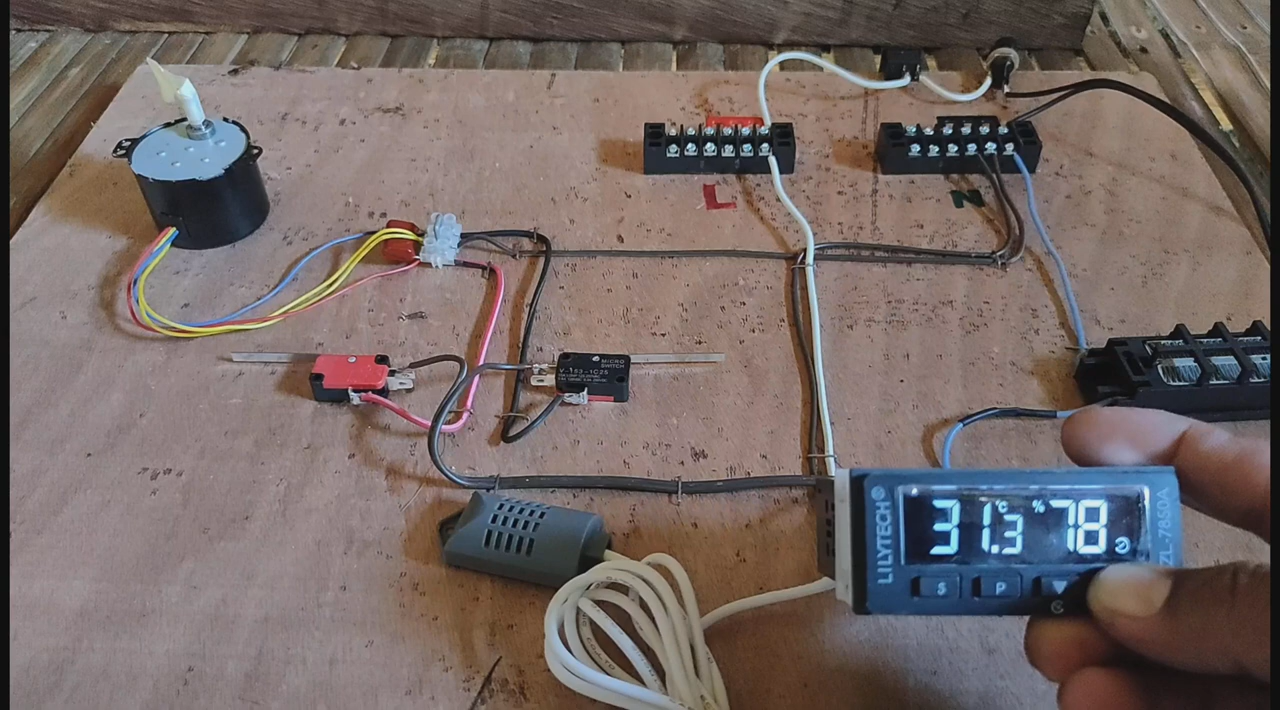 L
N
MICRO
SWITCH
V-153-1C25
LILYTECH®
31.3 °C % 78
ZL-7850A
S P